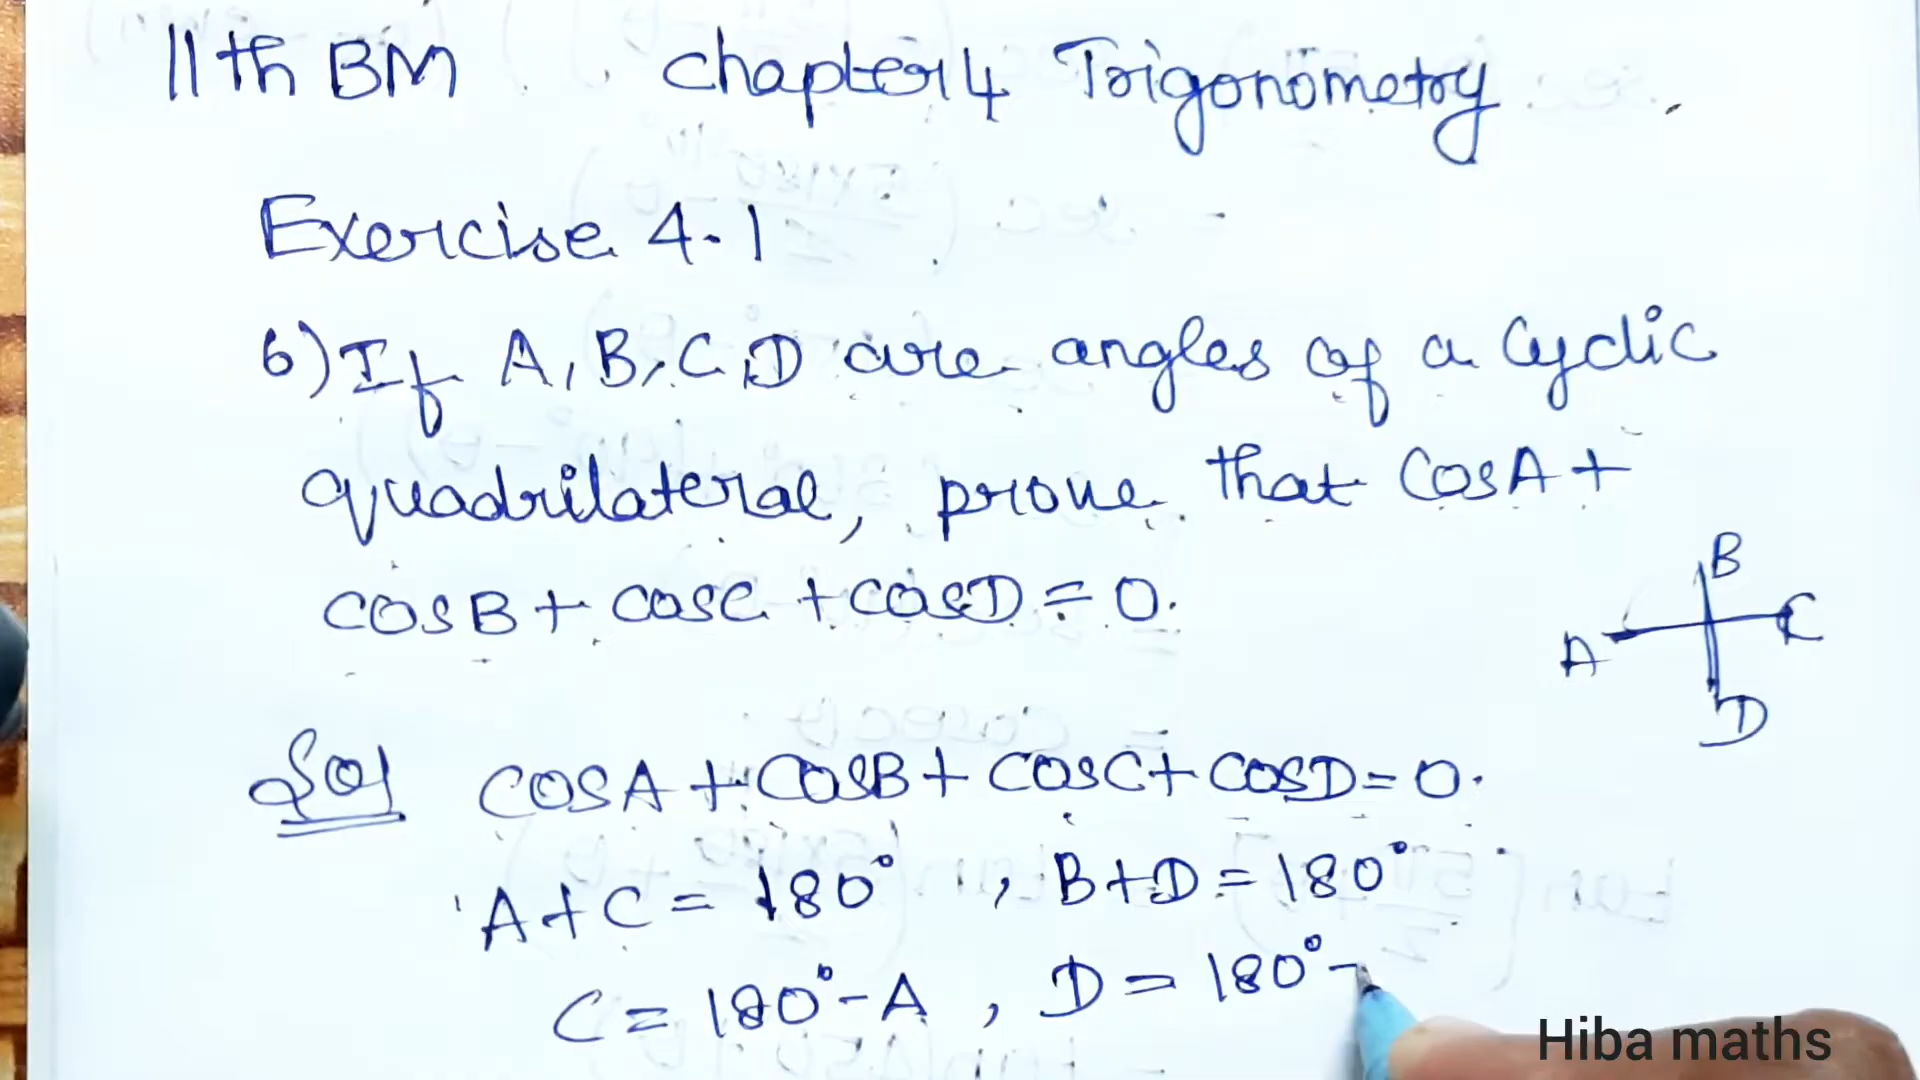 11th BM chapter 4 Trigonometry
Exercise 4.1
6) If A, B, C, D are angles of a cyclic
quadrilateral, prove that cosA +
cosB + cosC + cosD = 0.
B
A C
D
Sol cosA + cosB + cosC + cosD = 0.
A + C = 180° , B + D = 180°
C = 180° - A , D = 180° -
Hiba maths